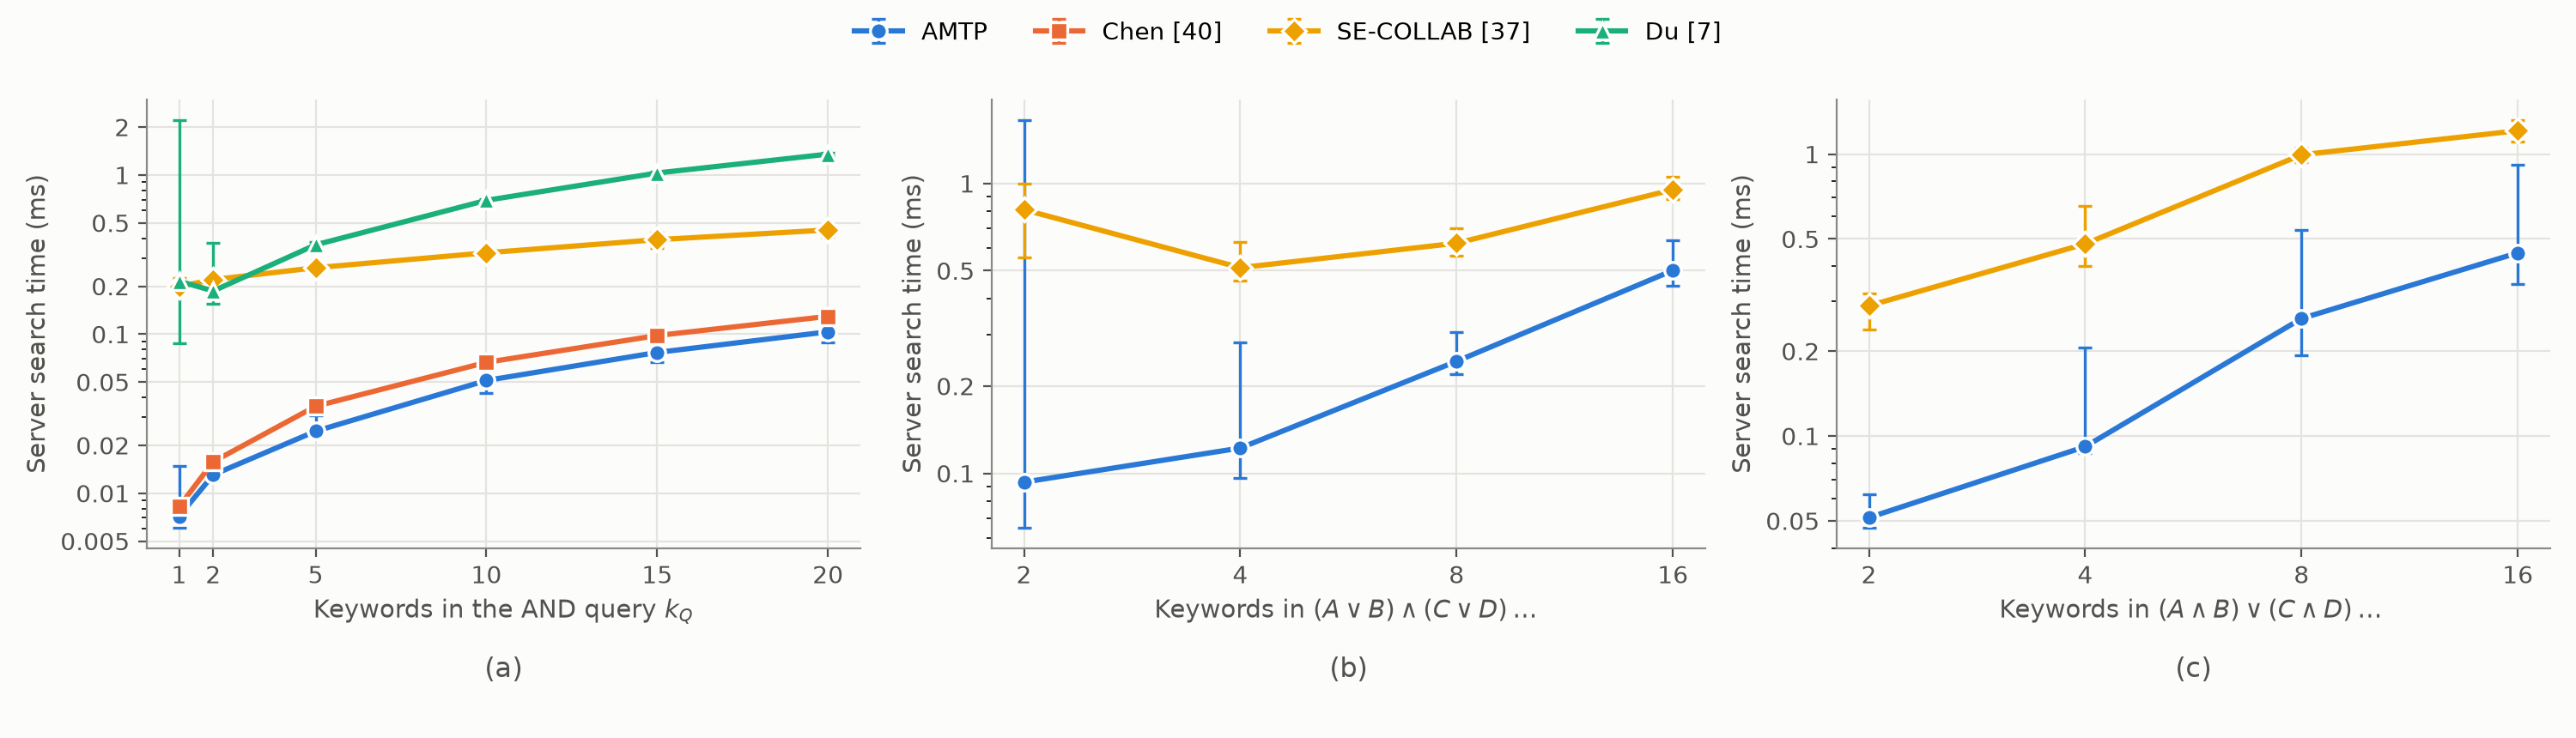 AMTP Chen [40] SE-COLLAB [37] Du [7]
Server search time (ms)
2
1
0.5
0.2
0.1
0.05
0.02
0.01
0.005
1 2 5 10 15 20
Keywords in the AND query k_Q
(a)
Server search time (ms)
1
0.5
0.2
0.1
2 4 8 16
Keywords in (A ∨ B) ∧ (C ∨ D) ...
(b)
Server search time (ms)
1
0.5
0.2
0.1
0.05
2 4 8 16
Keywords in (A ∧ B) ∨ (C ∧ D) ...
(c)